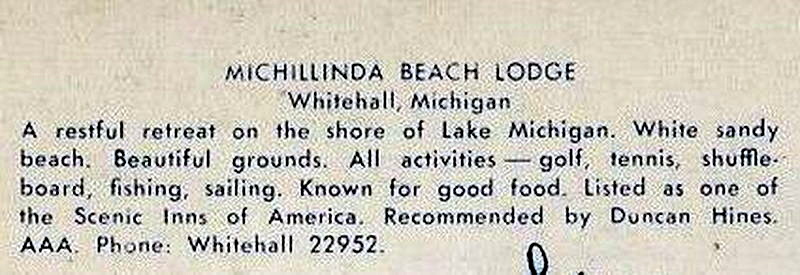 MICHILLINDA BEACH LODGE
Whitehall, Michigan
A restful retreat on the shore of Lake Michigan. White sandy
beach. Beautiful grounds. All activities — golf, tennis, shuffle-
board, fishing, sailing. Known for good food. Listed as one of
the Scenic Inns of America. Recommended by Duncan Hines.
AAA. Phone: Whitehall 22952.